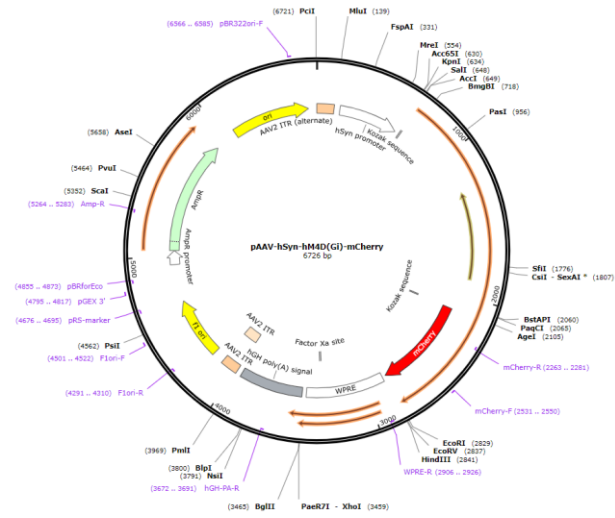 (6721) PciI
MluI (139)
(6566 .. 6585) pBR322ori-F
FspAI (331)
MreI (554)
Acc65I (630)
KpnI (634)
SalI (648)
AccI (649)
BmgBI (718)
PasI (956)
6000
1000
ori
AAV2 ITR (alternate)
hSyn promoter
Kozak sequence
(5658) AseI
(5464) PvuI
(5352) ScaI
(5264 .. 5283) Amp-R
AmpR
AmpR promoter
pAAV-hSyn-hM4D(Gi)-mCherry
6726 bp
5000
(4855 .. 4873) pBRforEco
(4795 .. 4817) pGEX 3'
(4676 .. 4695) pRS-marker
(4562) PsiI
(4501 .. 4522) F1ori-F
(4291 .. 4310) F1ori-R
SfiI (1776)
CsiI - SexAI * (1807)
2000
BstAPI (2060)
PaqCI (2065)
AgeI (2105)
mCherry-R (2263 .. 2281)
mCherry-F (2531 .. 2550)
Kozak sequence
mCherry
f1 ori
AAV2 ITR
AAV2 ITR
Factor Xa site
hGH poly(A) signal
WPRE
4000
3000
EcoRI (2829)
EcoRV (2837)
HindIII (2841)
WPRE-R (2906 .. 2926)
(3969) PmlI
(3800) BlpI
(3791) NsiI
(3672 .. 3691) hGH-PA-R
(3465) BglII
PaeR7I - XhoI (3459)